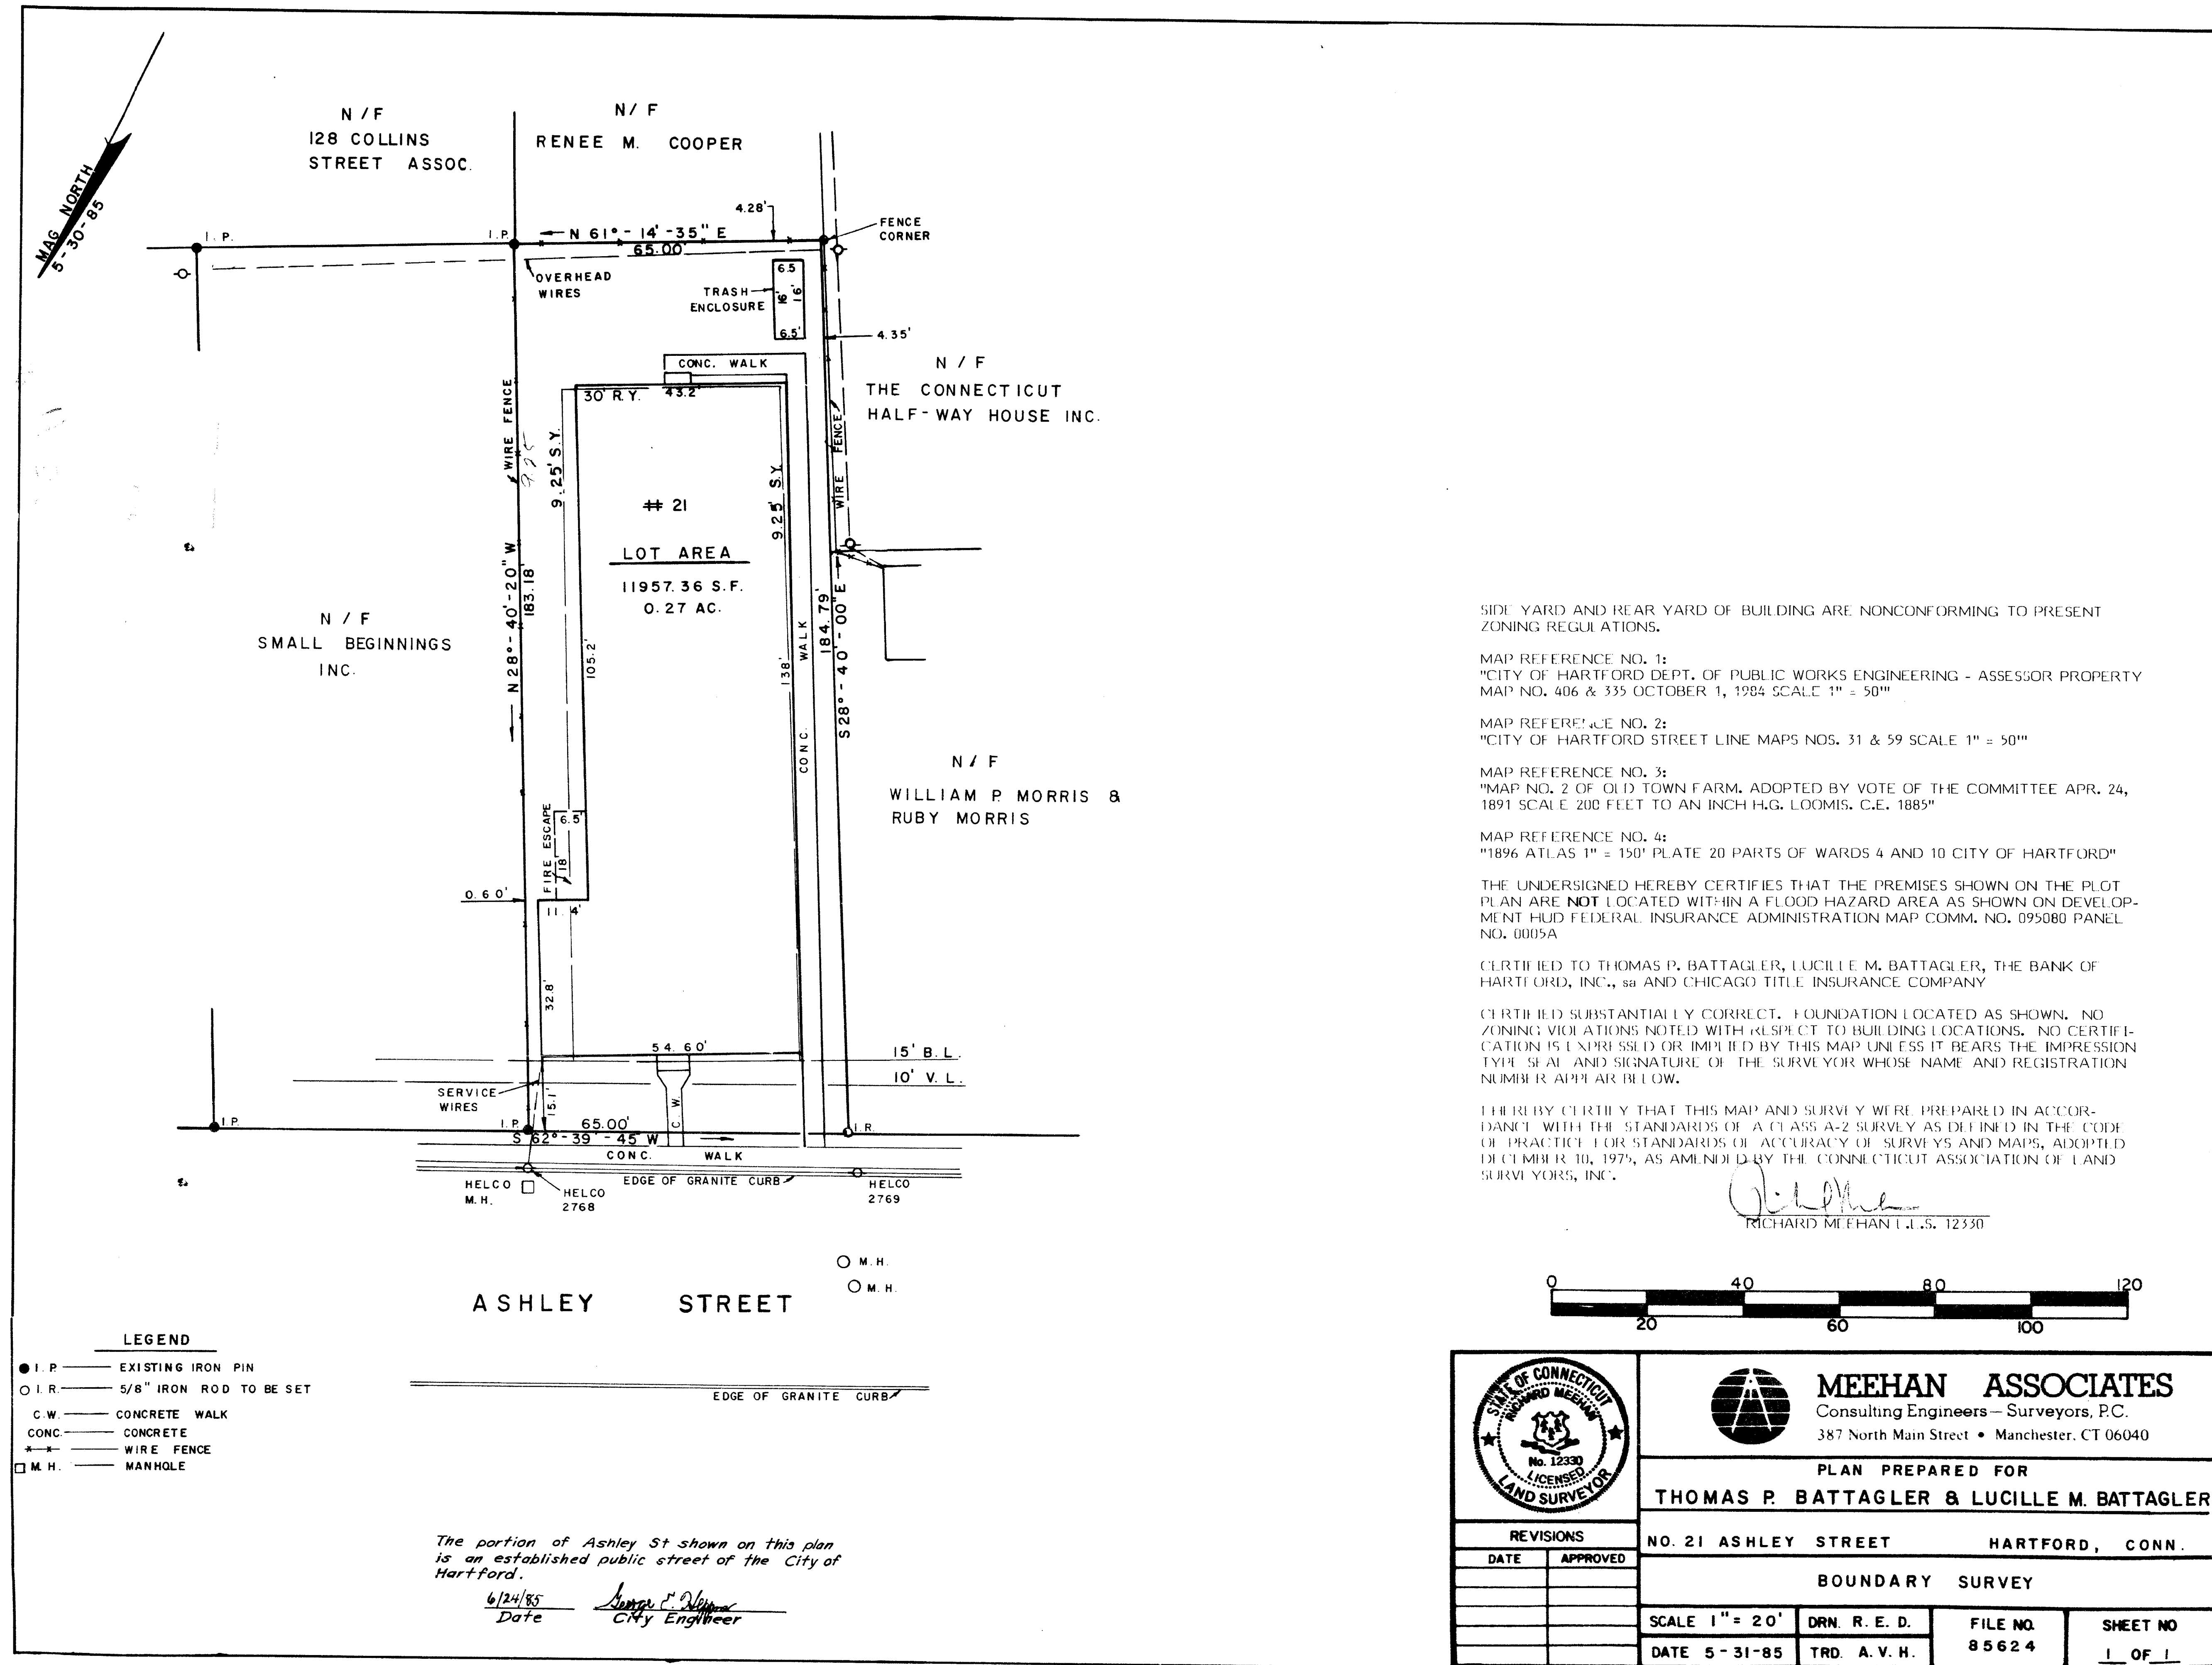 MAG NORTH
5-30-85
N/F
128 COLLINS
STREET ASSOC.
N/F
RENEE M. COOPER
I.P.
I.P.
N 61°-14'-35" E
65.00'
4.28'
FENCE
CORNER
OVERHEAD
WIRES
TRASH
ENCLOSURE
6.5
16'
16'
6.5'
4.35'
CONC. WALK
30' R.Y.
43.2'
N/F
THE CONNECTICUT
HALF-WAY HOUSE INC.
WIRE FENCE
9.25
9.25' S.Y.
9.25' S.Y.
WIRE FENCE
# 21
LOT AREA
11957.36 S.F.
0.27 AC.
N 28°-40'-20" W
183.18'
105.2'
138'
CONC. WALK
184.79'
S 28°-40'-00" E
N/F
SMALL BEGINNINGS
INC.
N/F
WILLIAM P. MORRIS &
RUBY MORRIS
FIRE ESCAPE
6.5'
18'
0.60'
11.4'
32.8'
54.60'
15' B.L.
10' V.L.
SERVICE
WIRES
15.1'
C.W.
I.P.
I.P.
65.00'
I.R.
S 62°-39'-45" W
CONC. WALK
HELCO
M.H.
HELCO
2768
EDGE OF GRANITE CURB
HELCO
2769
M.H.
M.H.
ASHLEY STREET
EDGE OF GRANITE CURB
LEGEND
I.P. EXISTING IRON PIN
I.R. 5/8" IRON ROD TO BE SET
C.W. CONCRETE WALK
CONC. CONCRETE
WIRE FENCE
M.H. MANHOLE
The portion of Ashley St shown on this plan
is an established public street of the City of
Hartford.
6/24/85
Date City Engineer
SIDE YARD AND REAR YARD OF BUILDING ARE NONCONFORMING TO PRESENT
ZONING REGULATIONS.
MAP REFERENCE NO. 1:
"CITY OF HARTFORD DEPT. OF PUBLIC WORKS ENGINEERING - ASSESSOR PROPERTY
MAP NO. 406 & 335 OCTOBER 1, 1984 SCALE 1" = 50'"
MAP REFERENCE NO. 2:
"CITY OF HARTFORD STREET LINE MAPS NOS. 31 & 59 SCALE 1" = 50'"
MAP REFERENCE NO. 3:
"MAP NO. 2 OF OLD TOWN FARM. ADOPTED BY VOTE OF THE COMMITTEE APR. 24,
1891 SCALE 200 FEET TO AN INCH H.G. LOOMIS. C.E. 1885"
MAP REFERENCE NO. 4:
"1896 ATLAS 1" = 150' PLATE 20 PARTS OF WARDS 4 AND 10 CITY OF HARTFORD"
THE UNDERSIGNED HEREBY CERTIFIES THAT THE PREMISES SHOWN ON THE PLOT
PLAN ARE NOT LOCATED WITHIN A FLOOD HAZARD AREA AS SHOWN ON DEVELOP-
MENT HUD FEDERAL INSURANCE ADMINISTRATION MAP COMM. NO. 095080 PANEL
NO. 0005A
CERTIFIED TO THOMAS P. BATTAGLER, LUCILLE M. BATTAGLER, THE BANK OF
HARTFORD, INC., sa AND CHICAGO TITLE INSURANCE COMPANY
CERTIFIED SUBSTANTIALLY CORRECT. FOUNDATION LOCATED AS SHOWN. NO
ZONING VIOLATIONS NOTED WITH RESPECT TO BUILDING LOCATIONS. NO CERTIFI-
CATION IS EXPRESSED OR IMPLIED BY THIS MAP UNLESS IT BEARS THE IMPRESSION
TYPE SEAL AND SIGNATURE OF THE SURVEYOR WHOSE NAME AND REGISTRATION
NUMBER APPEAR BELOW.
I HEREBY CERTIFY THAT THIS MAP AND SURVEY WERE PREPARED IN ACCOR-
DANCE WITH THE STANDARDS OF A CLASS A-2 SURVEY AS DEFINED IN THE CODE
OF PRACTICE FOR STANDARDS OF ACCURACY OF SURVEYS AND MAPS, ADOPTED
DECEMBER 10, 1975, AS AMENDED BY THE CONNECTICUT ASSOCIATION OF LAND
SURVEYORS, INC.
RICHARD MEEHAN L.L.S. 12330
0 40 80 120
20 60 100
STATE OF CONNECTICUT
RICHARD MEEHAN
No. 12330
LICENSED
LAND SURVEYOR
MEEHAN ASSOCIATES
Consulting Engineers — Surveyors, P.C.
387 North Main Street • Manchester, CT 06040
PLAN PREPARED FOR
THOMAS P. BATTAGLER & LUCILLE M. BATTAGLER
REVISIONS
DATE APPROVED
NO. 21 ASHLEY STREET HARTFORD, CONN.
BOUNDARY SURVEY
SCALE 1" = 20' DRN. R.E.D. FILE NO. SHEET NO
DATE 5-31-85 TRD. A.V.H. 85624 1 OF 1